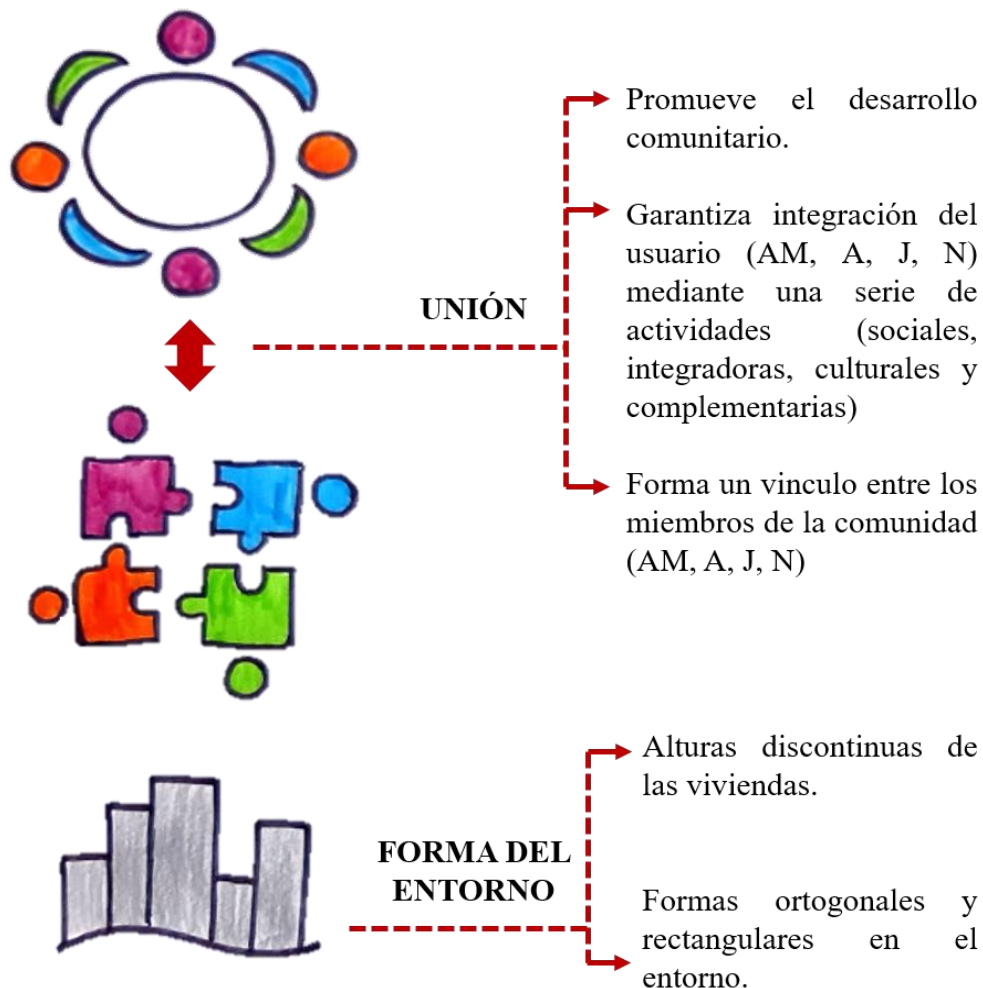 Promueve el desarrollo
comunitario.
Garantiza integración del
usuario (AM, A, J, N)
mediante una serie de
actividades (sociales,
integradoras, culturales y
complementarias)
UNIÓN
Forma un vinculo entre los
miembros de la comunidad
(AM, A, J, N)
Alturas discontinuas de
las viviendas.
FORMA DEL
ENTORNO
Formas ortogonales y
rectangulares en el
entorno.